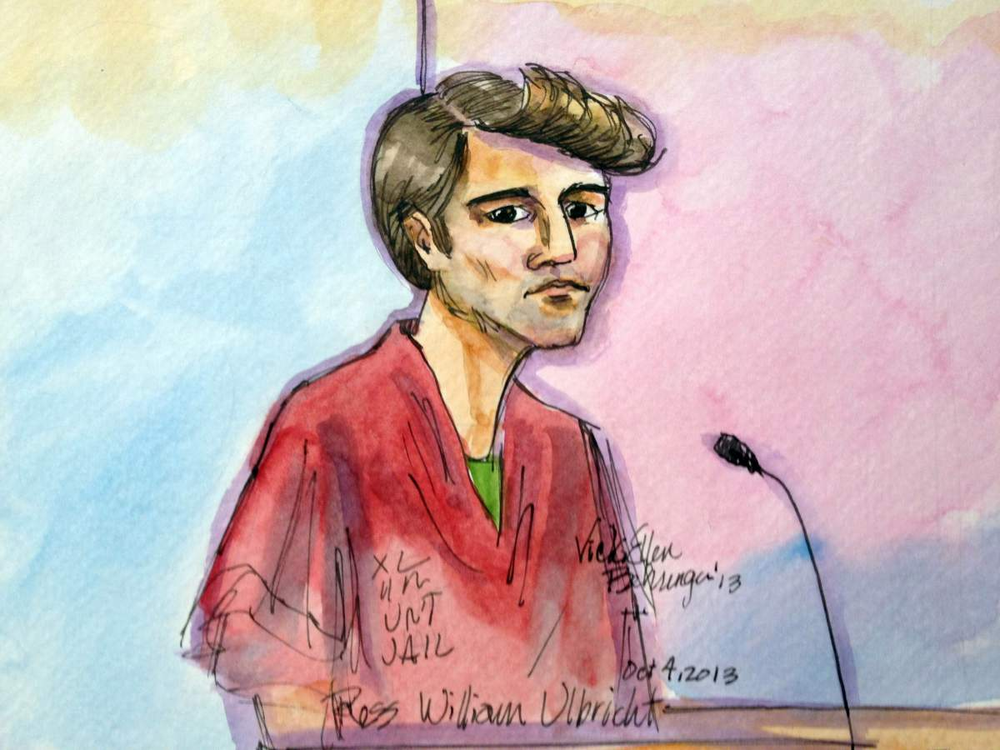 XL
UNT
JAIL
Vicki Ellen
Behringer '13
Oct 4, 2013
Ross William Ulbricht